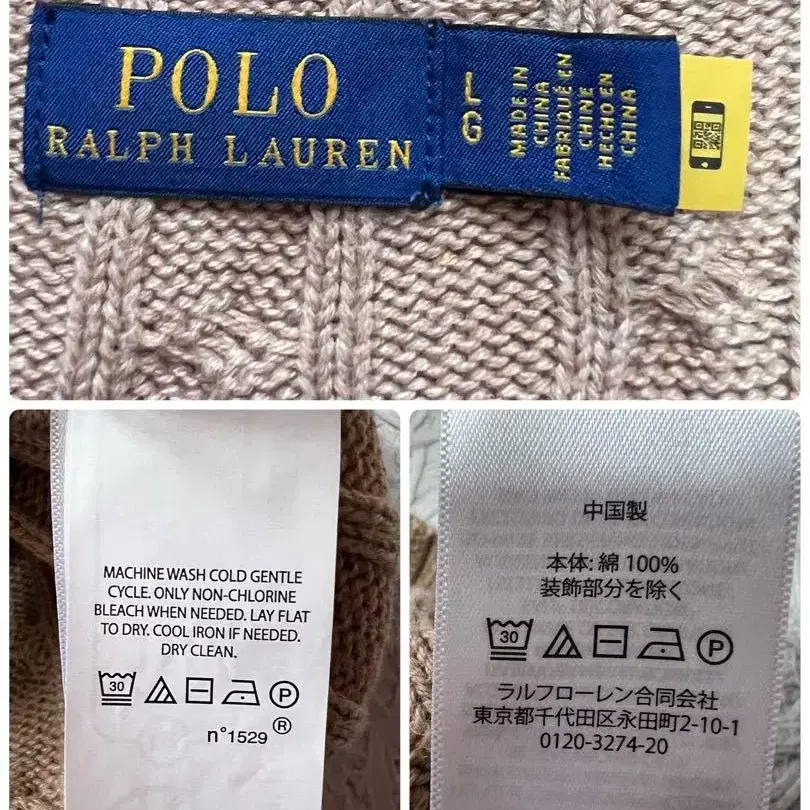 POLO
RALPH LAUREN
L
G
MADE IN
CHINA
FABRIQUÉ EN
CHINE
HECHO EN
CHINA
MACHINE WASH COLD GENTLE
CYCLE. ONLY NON-CHLORINE
BLEACH WHEN NEEDED. LAY FLAT
TO DRY. COOL IRON IF NEEDED.
DRY CLEAN.
30 P
n°1529 ®
中国製
本体: 綿 100%
装飾部分を除く
30 P
ラルフローレン合同会社
東京都千代田区永田町2-10-1
0120-3274-20